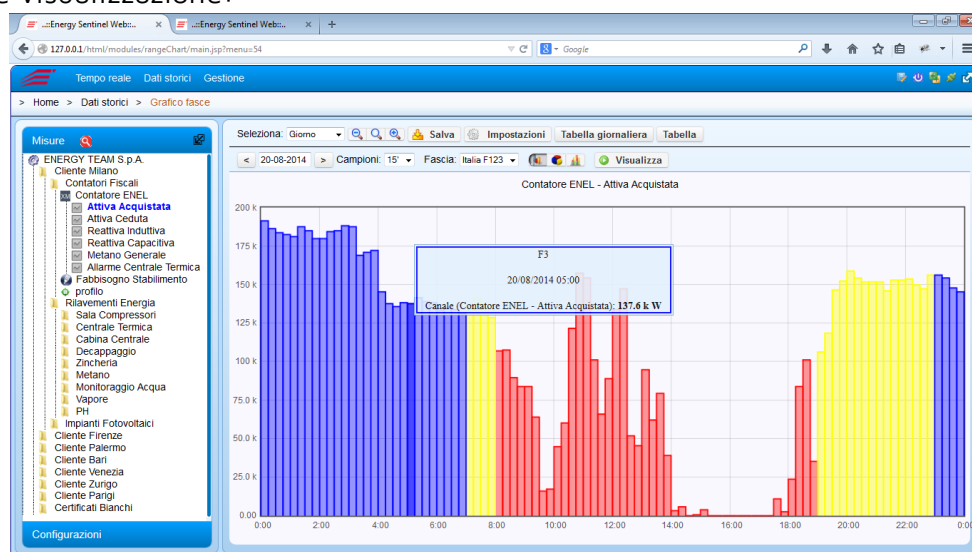 ..::Energy Sentinel Web::..
..::Energy Sentinel Web::..
127.0.0.1/html/modules/rangeChart/main.jsp?menu=54
Google
Tempo reale Dati storici Gestione
> Home > Dati storici > Grafico fasce
Misure
ENERGY TEAM S.p.A.
Cliente Milano
Contatori Fiscali
Contatore ENEL
Attiva Acquistata
Attiva Ceduta
Reattiva Induttiva
Reattiva Capacitiva
Metano Generale
Allarme Centrale Termica
Fabbisogno Stabilimento
profilo
Rilavementi Energia
Sala Compressori
Centrale Termica
Cabina Centrale
Decappaggio
Zincheria
Metano
Monitoraggio Acqua
Vapore
PH
Impianti Fotovoltaici
Cliente Firenze
Cliente Palermo
Cliente Bari
Cliente Venezia
Cliente Zurigo
Cliente Parigi
Certificati Bianchi
Configurazioni
Seleziona: Giorno Salva Impostazioni Tabella giornaliera Tabella
< 20-08-2014 > Campioni: 15' Fascia: Italia F123 Visualizza
Contatore ENEL - Attiva Acquistata
200 k
175 k
150 k
125 k
100 k
75.0 k
50.0 k
25.0 k
0.00
F3
20/08/2014 05:00
Canale (Contatore ENEL - Attiva Acquistata): 137.6 k W
0:00 2:00 4:00 6:00 8:00 10:00 12:00 14:00 16:00 18:00 20:00 22:00